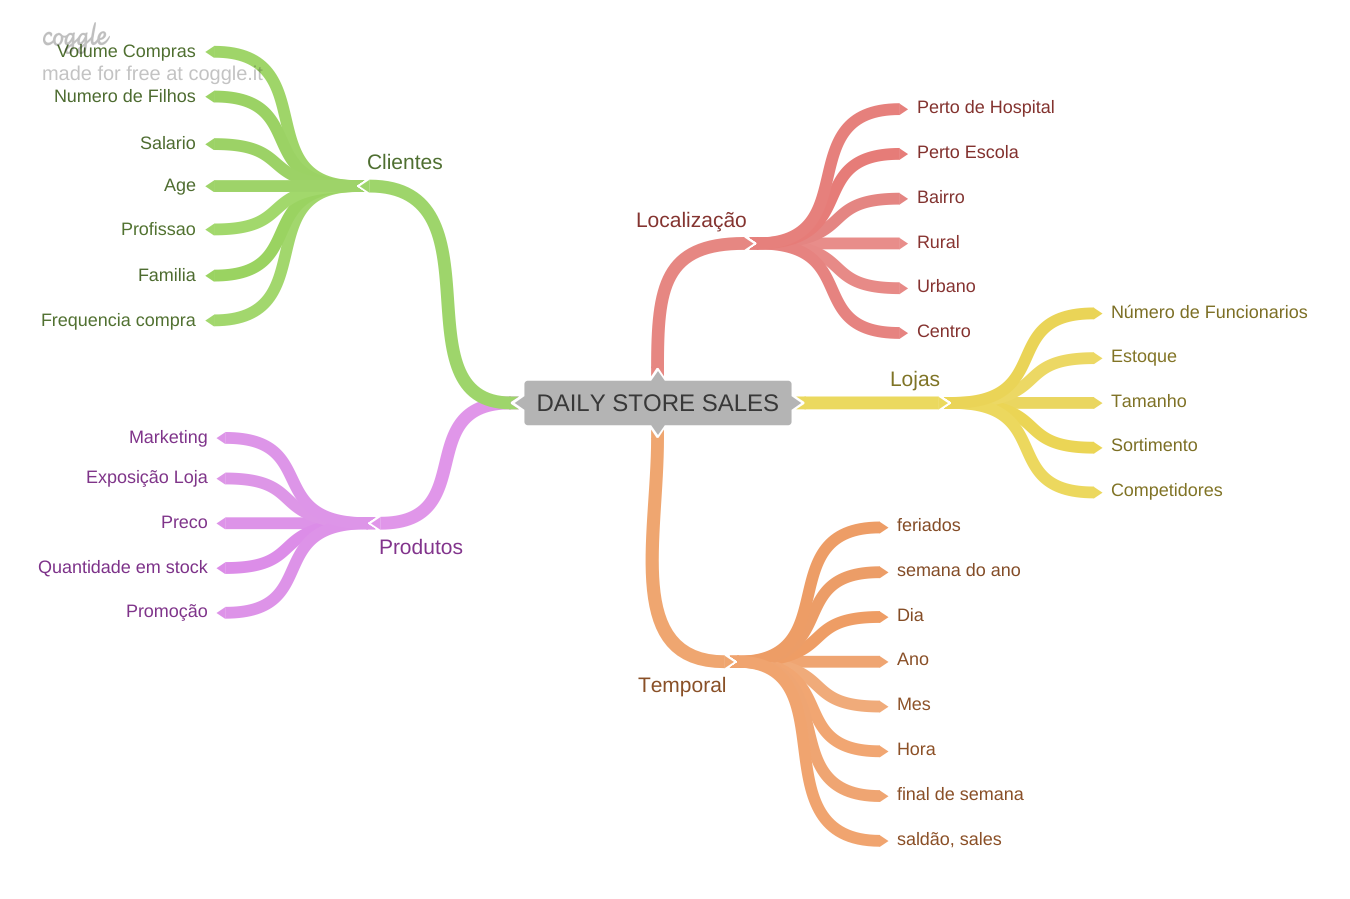 coggle
made for free at coggle.it
Volume Compras
Numero de Filhos
Salario
Age
Profissao
Familia
Frequencia compra
Clientes
Marketing
Exposição Loja
Preco
Quantidade em stock
Promoção
Produtos
DAILY STORE SALES
Localização
Perto de Hospital
Perto Escola
Bairro
Rural
Urbano
Centro
Lojas
Número de Funcionarios
Estoque
Tamanho
Sortimento
Competidores
Temporal
feriados
semana do ano
Dia
Ano
Mes
Hora
final de semana
saldão, sales